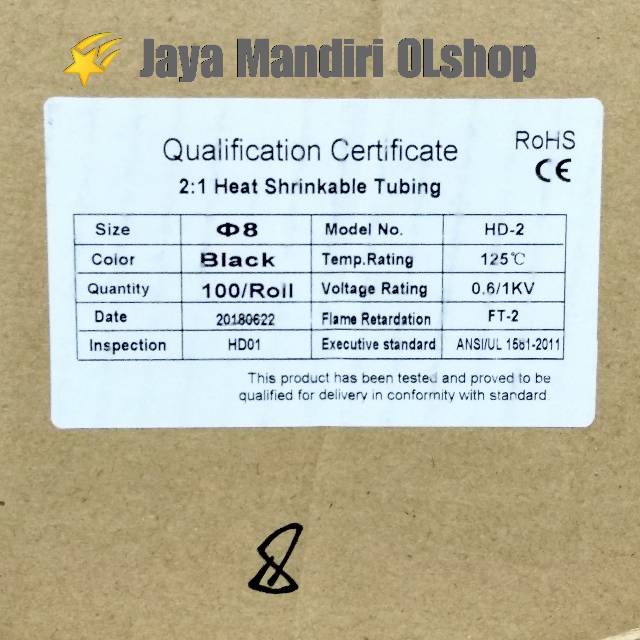 Jaya Mandiri OLshop
Qualification Certificate
RoHS
CE
2:1 Heat Shrinkable Tubing
Size Φ8 Model No. HD-2
Color Black Temp.Rating 125℃
Quantity 100/Roll Voltage Rating 0.6/1KV
Date 20180622 Flame Retardation FT-2
Inspection HD01 Executive standard ANSI/UL 1581-2011
This product has been tested and proved to be
qualified for delivery in conformity with standard.
8